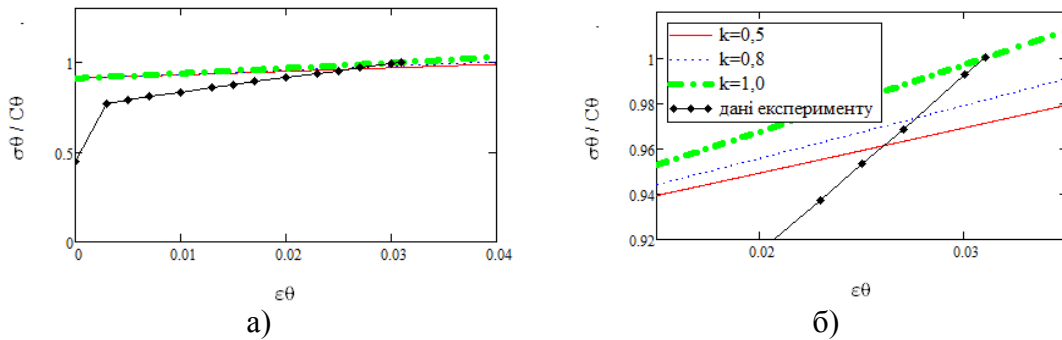 σθ / Cθ
1
0.5
0
0
0.01
0.02
0.03
0.04
εθ
а)
σθ / Cθ
1
0.98
0.96
0.94
0.92
k=0,5
k=0,8
k=1,0
дані експерименту
0.02
0.03
εθ
б)